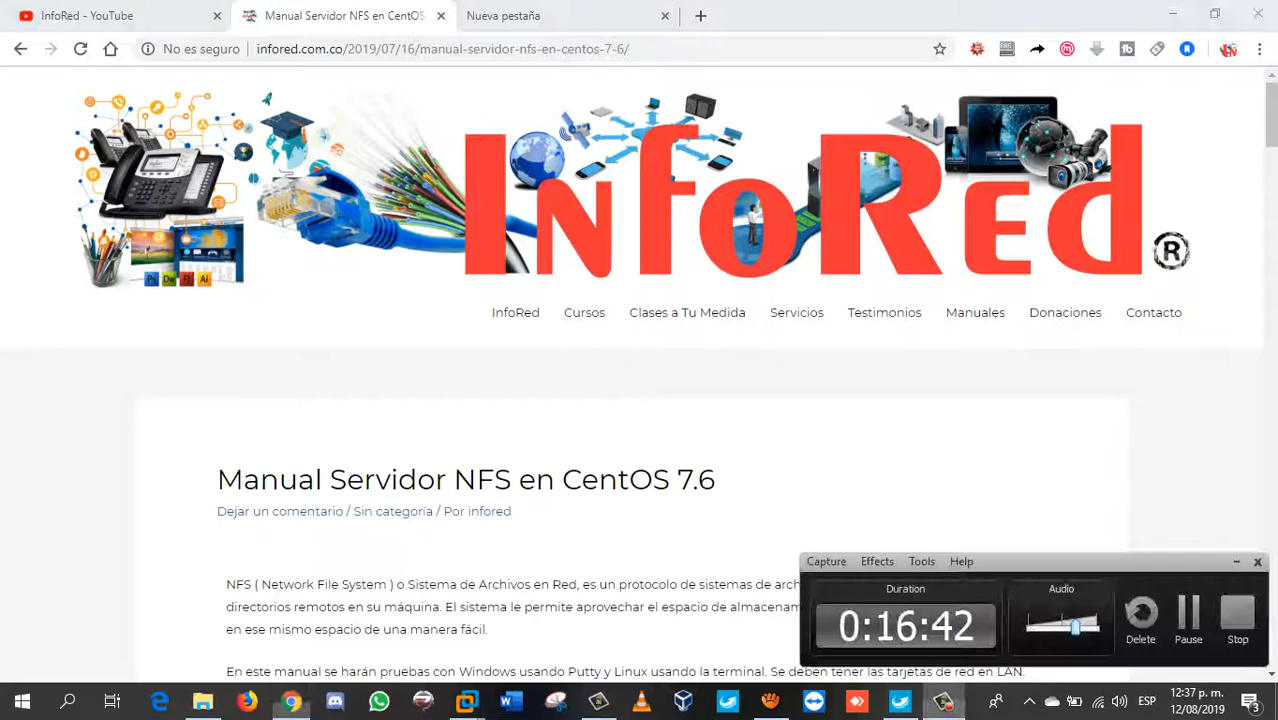 InfoRed - YouTube
Manual Servidor NFS en CentOS
Nueva pestaña
No es seguro
infored.com.co/2019/07/16/manual-servidor-nfs-en-centos-7-6/
InfoRed ®
Ps Dw Fl Ai
InfoRed Cursos Clases a Tu Medida Servicios Testimonios Manuales Donaciones Contacto
Manual Servidor NFS en CentOS 7.6
Dejar un comentario / Sin categoría / Por infored
NFS ( Network File System ) o Sistema de Archivos en Red, es un protocolo de sistemas de arch
directorios remotos en su máquina. El sistema le permite aprovechar el espacio de almacenam
en ese mismo espacio de una manera fácil.
En este manual se harán pruebas con Windows usando Putty y Linux usando la terminal. Se deben tener las tarjetas de red en LAN.
Capture Effects Tools Help
Duration
0:16:42
Audio
Delete Pause Stop
ESP
12:37 p. m.
12/08/2019
3